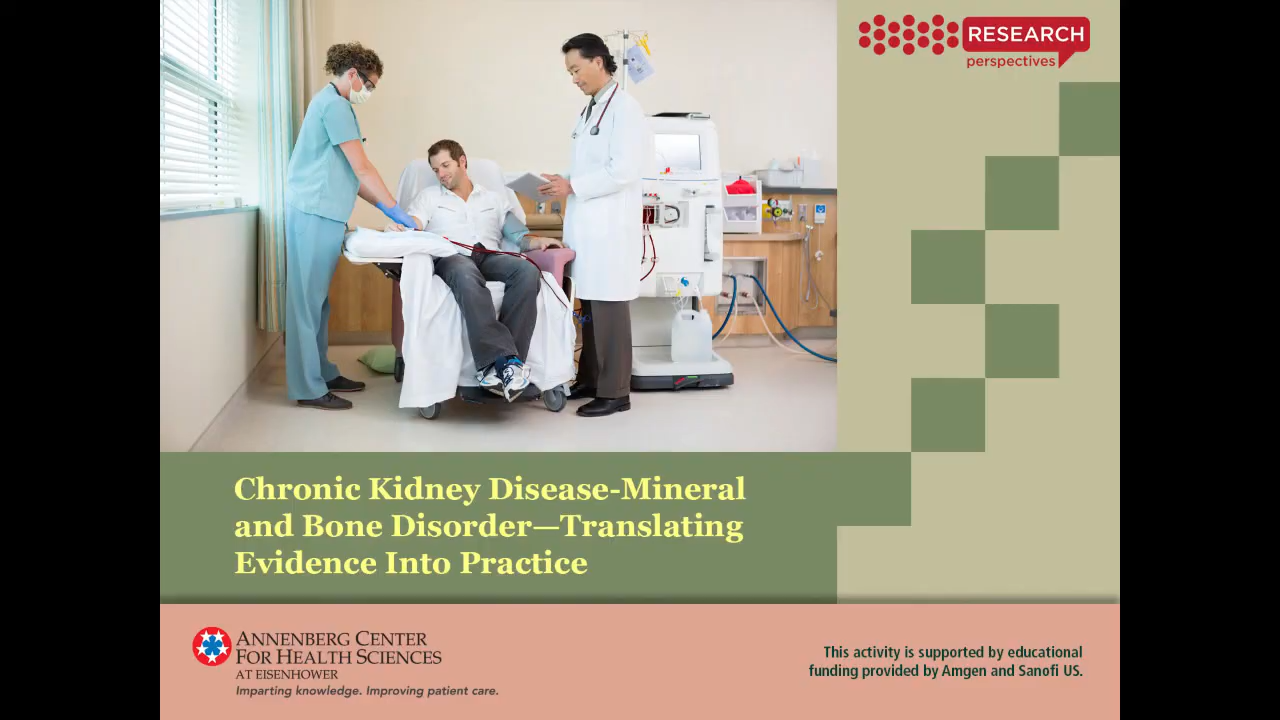 RESEARCH
perspectives
Chronic Kidney Disease-Mineral
and Bone Disorder—Translating
Evidence Into Practice
ANNENBERG CENTER
FOR HEALTH SCIENCES
AT EISENHOWER
Imparting knowledge. Improving patient care.
This activity is supported by educational
funding provided by Amgen and Sanofi US.